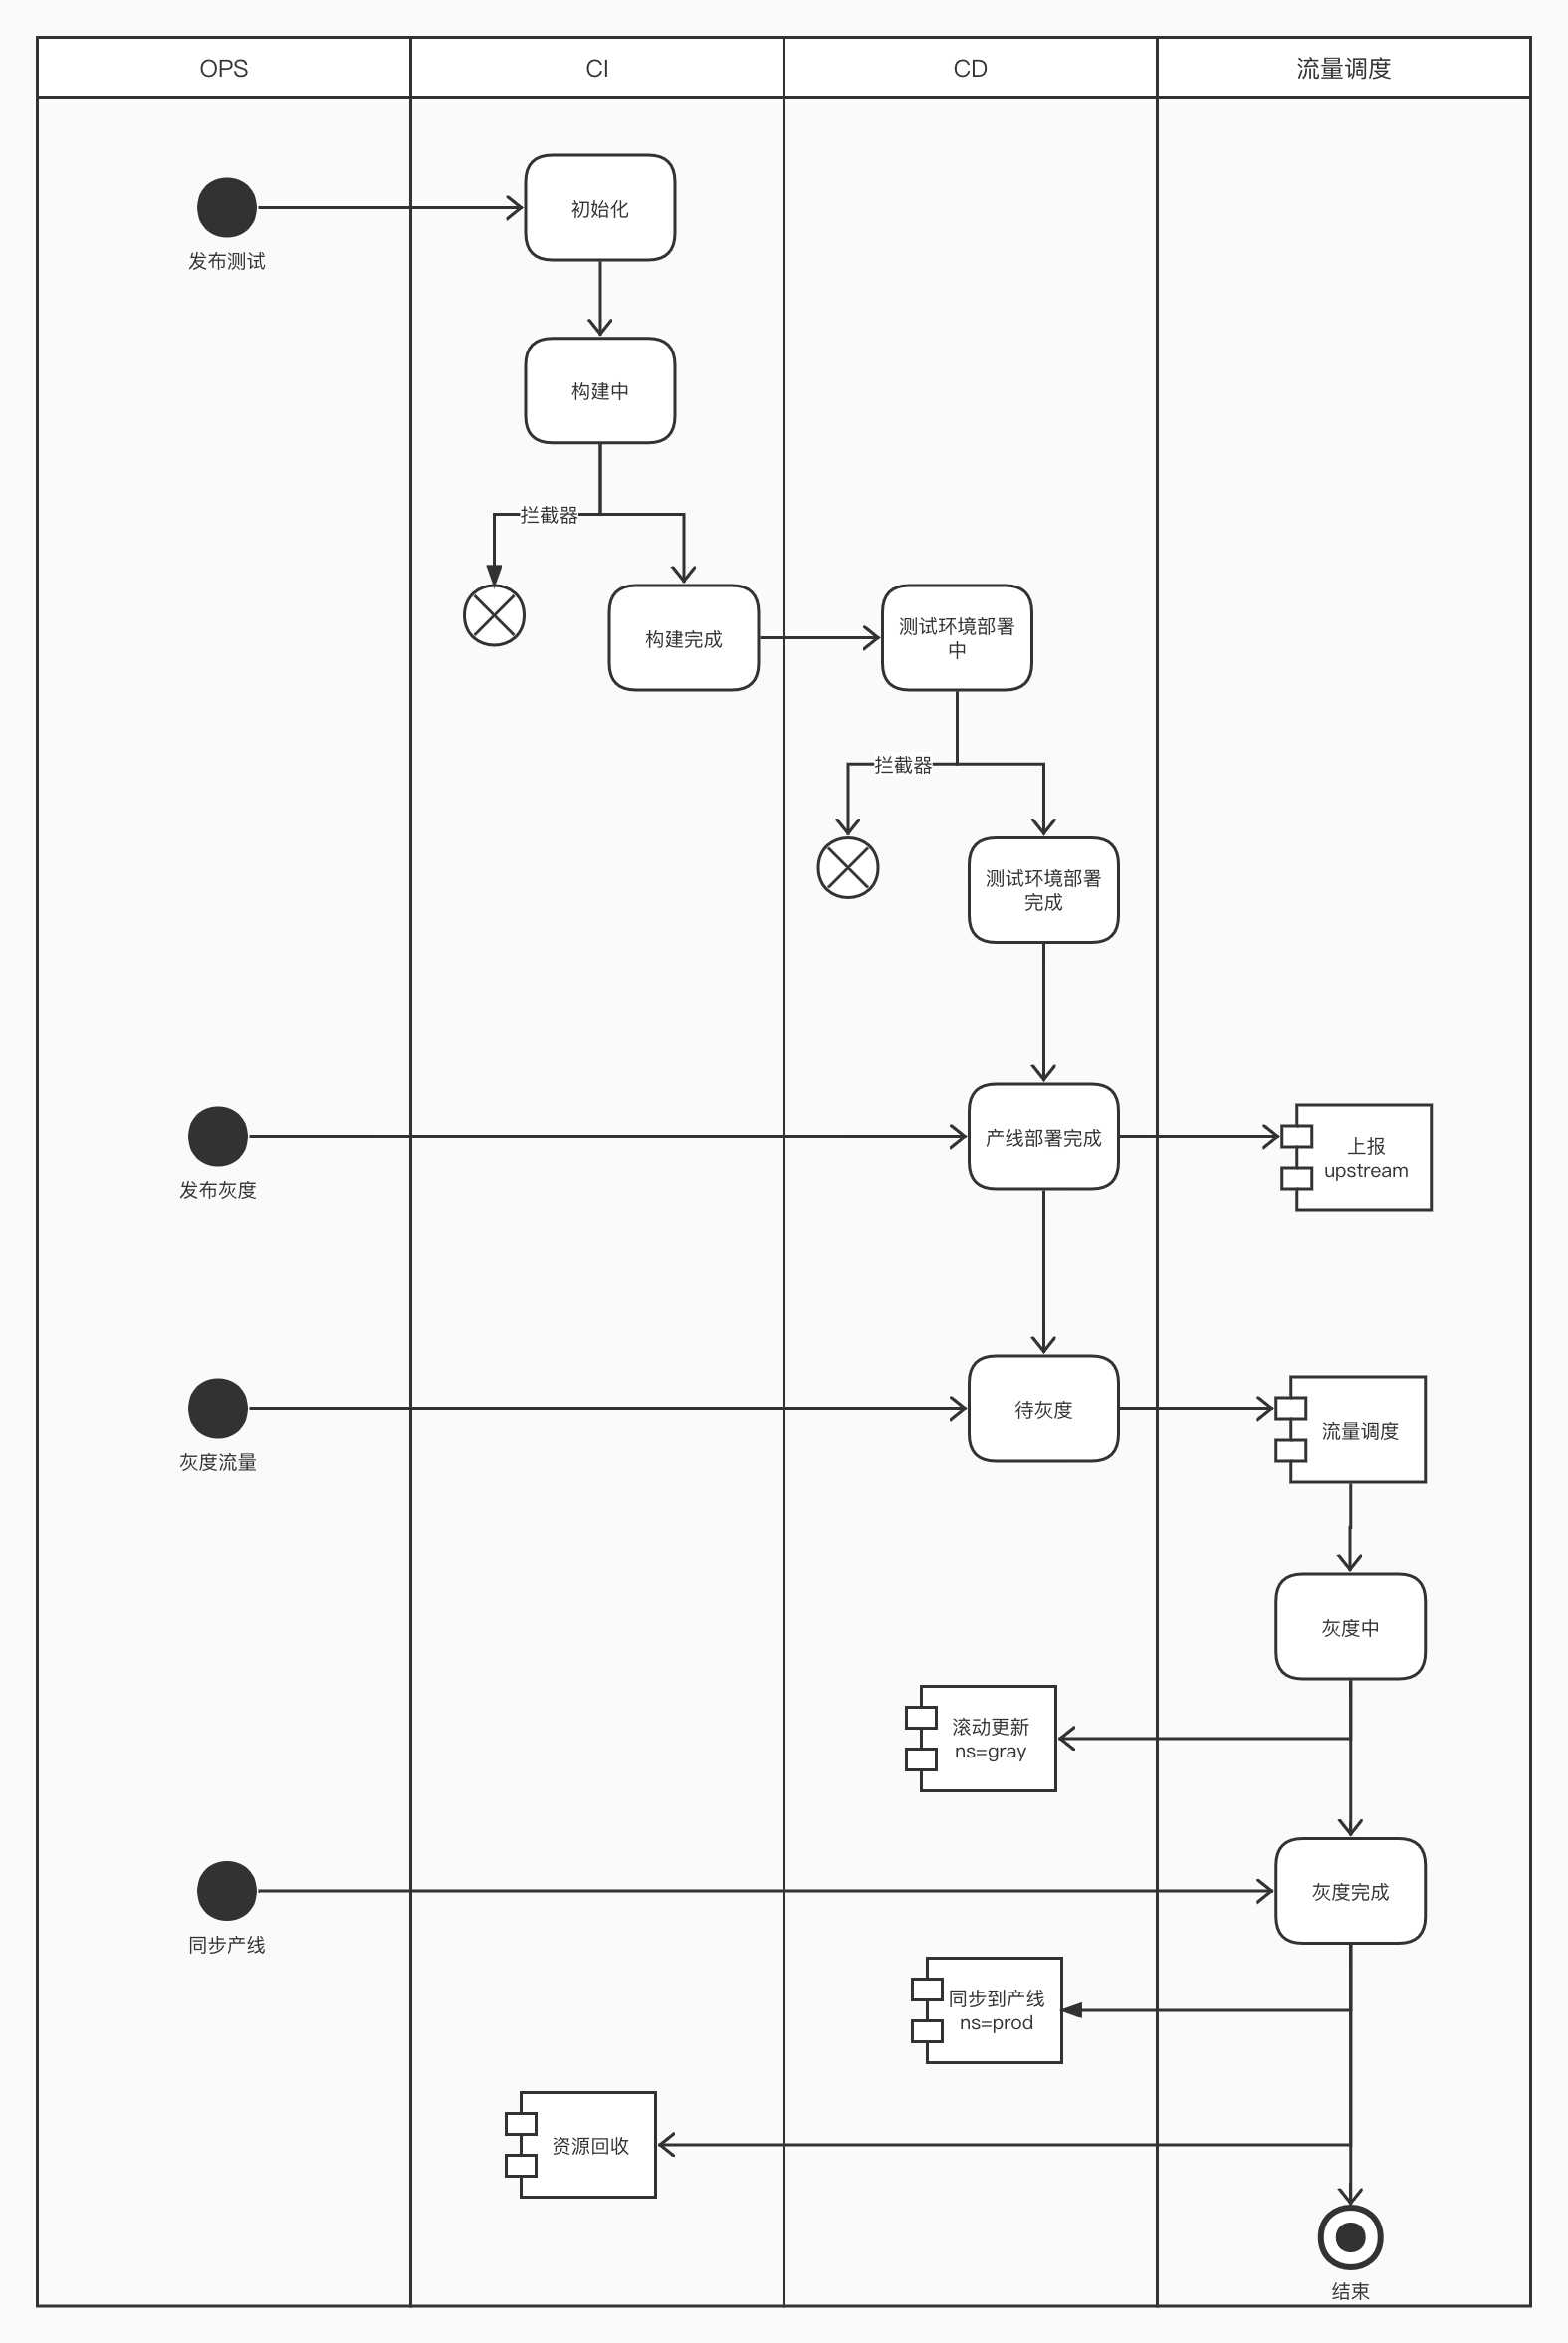 OPS
CI
CD
流量调度
初始化
发布测试
构建中
拦截器
测试环境部署
中
构建完成
拦截器
测试环境部署
完成
产线部署完成
上报
upstream
发布灰度
待灰度
流量调度
灰度流量
灰度中
滚动更新
ns=gray
灰度完成
同步产线
同步到产线
ns=prod
资源回收
结束